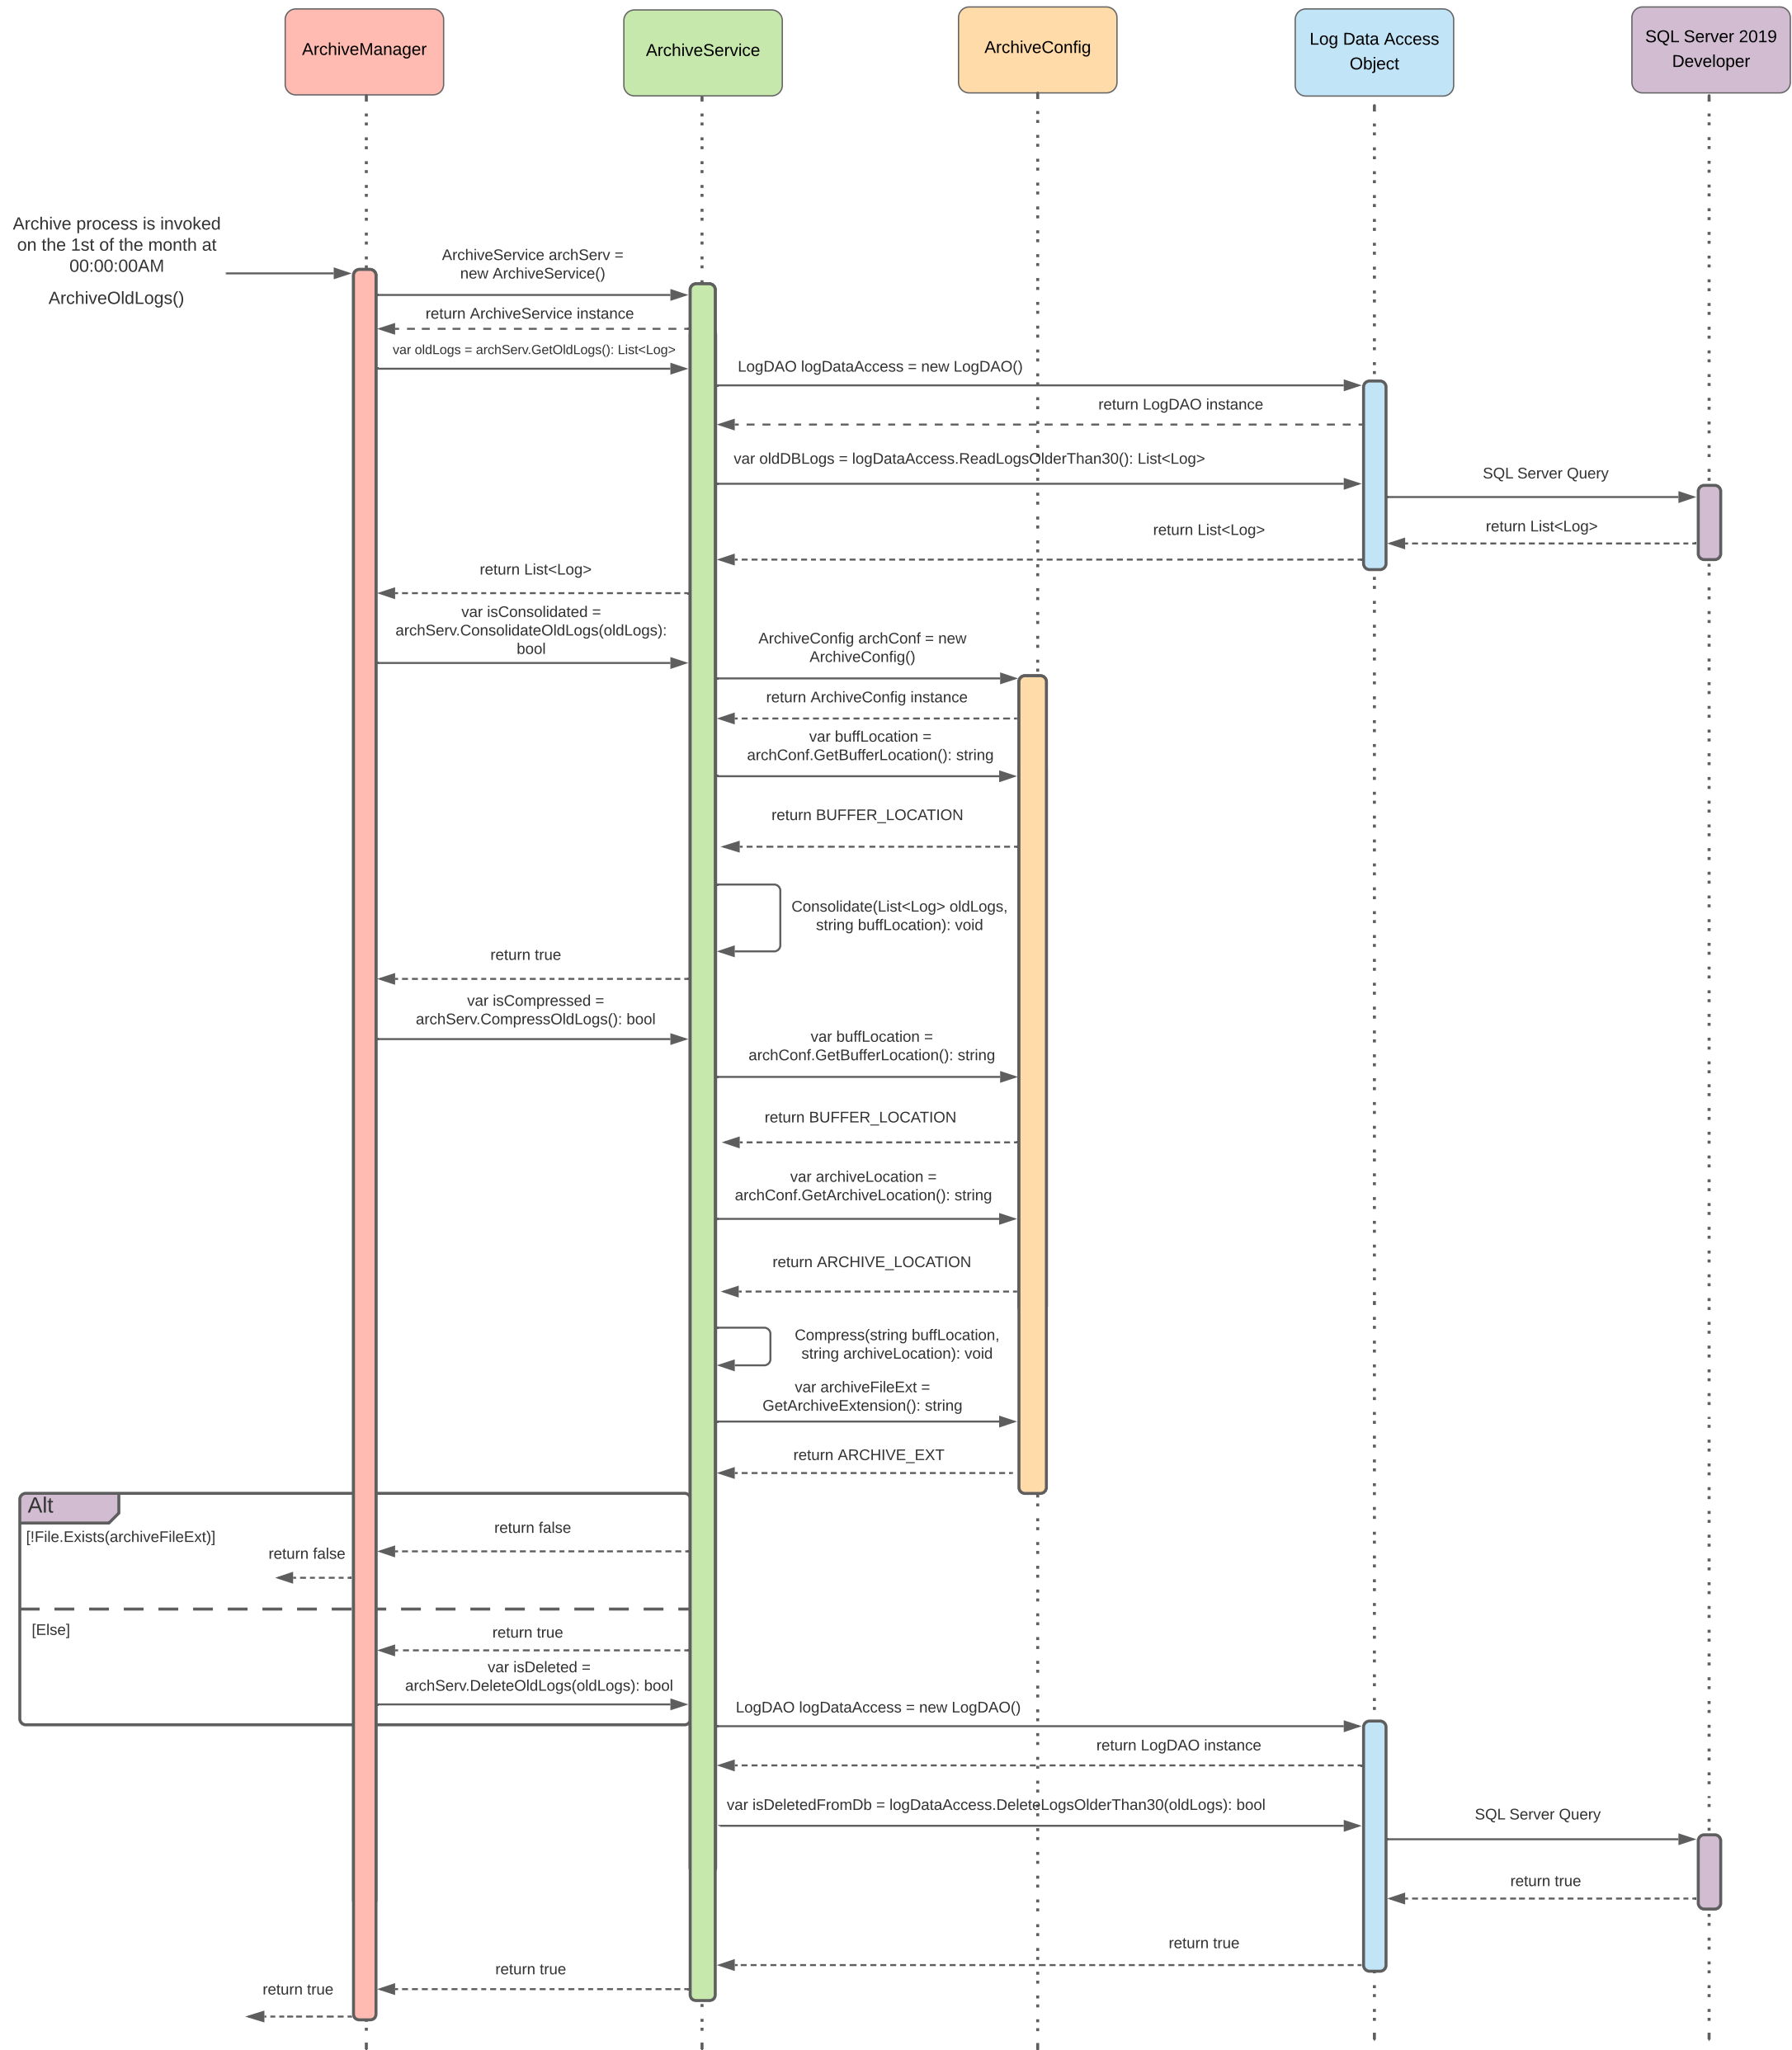 ArchiveManager
ArchiveService
ArchiveConfig
Log Data Access
Object
SQL Server 2019
Developer
Archive process is invoked
on the 1st of the month at
00:00:00AM
ArchiveOldLogs()
ArchiveService archServ =
new ArchiveService()
return ArchiveService instance
var oldLogs = archServ.GetOldLogs(): List<Log>
LogDAO logDataAccess = new LogDAO()
return LogDAO instance
var oldDBLogs = logDataAccess.ReadLogsOlderThan30(): List<Log>
SQL Server Query
return List<Log>
return List<Log>
return List<Log>
var isConsolidated =
archServ.ConsolidateOldLogs(oldLogs):
bool
ArchiveConfig archConf = new
ArchiveConfig()
return ArchiveConfig instance
var buffLocation =
archConf.GetBufferLocation(): string
return BUFFER_LOCATION
Consolidate(List<Log> oldLogs,
string buffLocation): void
return true
var isCompressed =
archServ.CompressOldLogs(): bool
var buffLocation =
archConf.GetBufferLocation(): string
return BUFFER_LOCATION
var archiveLocation =
archConf.GetArchiveLocation(): string
return ARCHIVE_LOCATION
Compress(string buffLocation,
string archiveLocation): void
var archiveFileExt =
GetArchiveExtension(): string
return ARCHIVE_EXT
Alt
[!File.Exists(archiveFileExt)]
return false
return false
[Else]
return true
var isDeleted =
archServ.DeleteOldLogs(oldLogs): bool
LogDAO logDataAccess = new LogDAO()
return LogDAO instance
var isDeletedFromDb = logDataAccess.DeleteLogsOlderThan30(oldLogs): bool
SQL Server Query
return true
return true
return true
return true